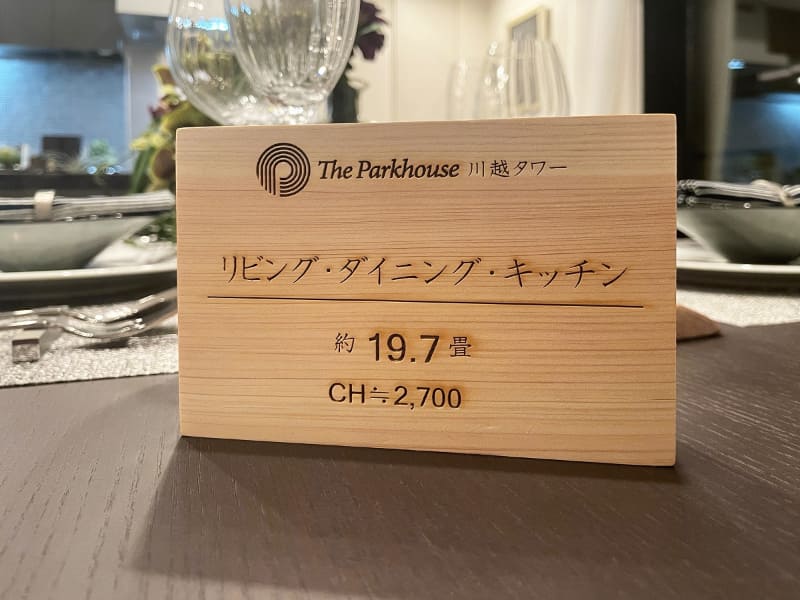 The Parkhouse 川越タワー
リビング・ダイニング・キッチン
約 19.7 畳
CH≒2,700